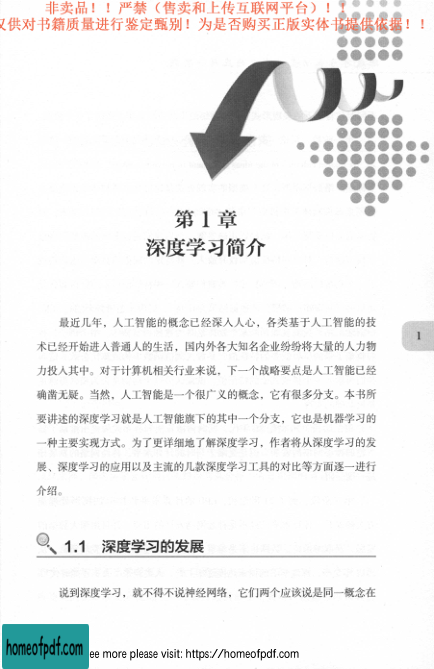 非卖品！！严禁（售卖和上传互联网平台）！！
仅供对书籍质量进行鉴定甄别！为是否购买正版实体书提供依据！！
第1章
深度学习简介
最近几年，人工智能的概念已经深入人心，各类基于人工智能的技
术已经开始进入普通人的生活，国内外各大知名企业纷纷将大量的人力物
力投入其中。对于计算机相关行业来说，下一个战略要点是人工智能已经
确凿无疑。当然，人工智能是一个很广义的概念，它有很多分支。本书所
要讲述的深度学习就是人工智能旗下的其中一个分支，它也是机器学习的
一种主要实现方式。为了更详细地了解深度学习，作者将从深度学习的发
展、深度学习的应用以及主流的几款深度学习工具的对比等方面逐一进行
介绍。
1
1.1 深度学习的发展
说到深度学习，就不得不说神经网络，它们两个应该说是同一概念在
homeofpdf.com
ee more please visit: https://homeofpdf.com